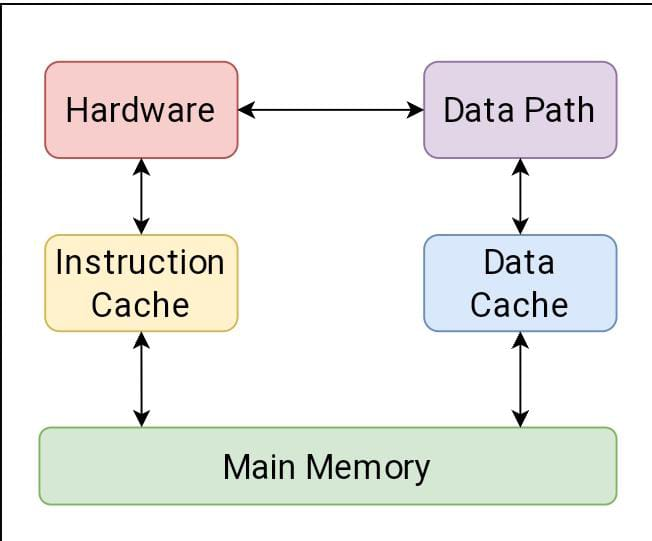 Hardware
Data Path
Instruction
Cache
Data
Cache
Main Memory